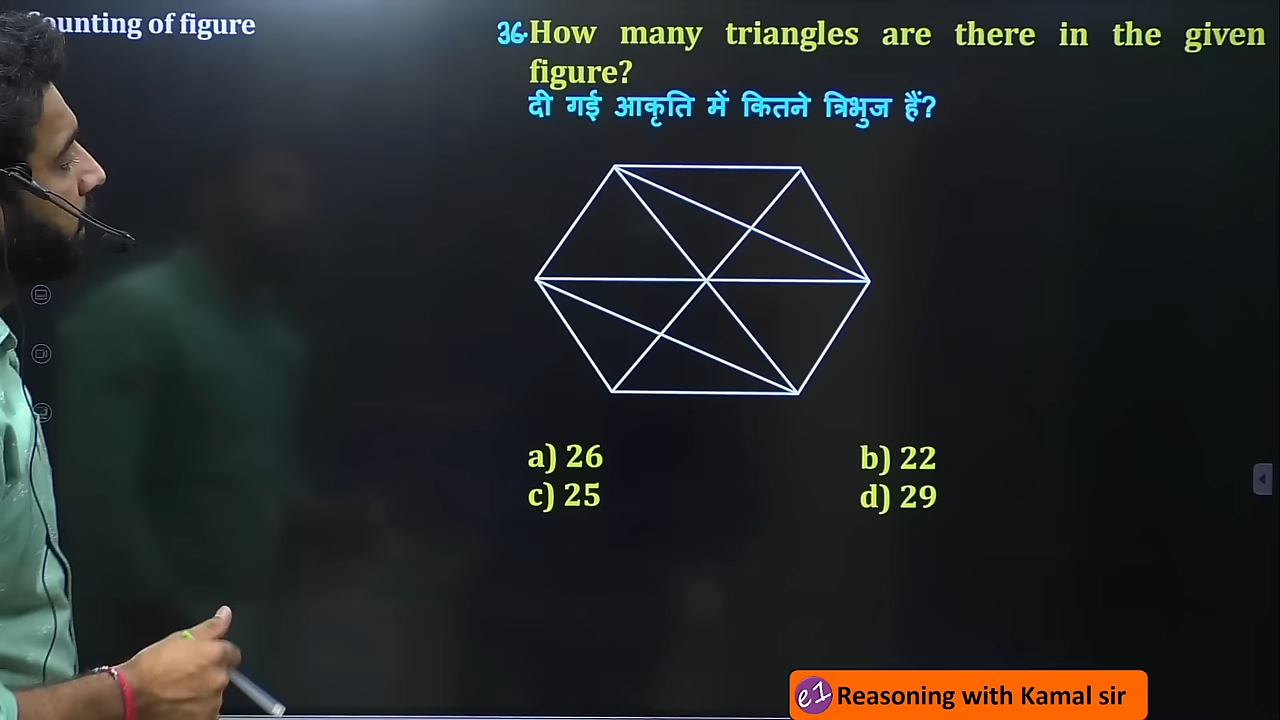 Counting of figure
36. How many triangles are there in the given
figure?
दी गई आकृति में कितने त्रिभुज हैं?
a) 26
b) 22
c) 25
d) 29
e1 Reasoning with Kamal sir